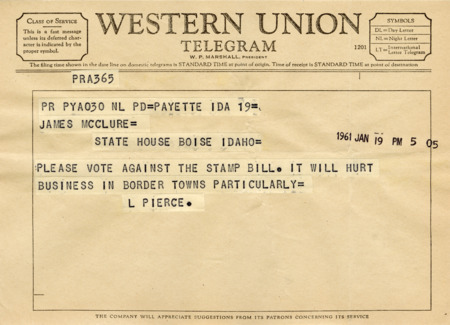 CLASS OF SERVICE
This is a fast message
unless its deferred char-
acter is indicated by the
proper symbol.
WESTERN UNION
TELEGRAM
W. P. MARSHALL, PRESIDENT
1201
SYMBOLS
DL=Day Letter
NL=Night Letter
LT=International Letter Telegram
The filing time shown in the date line on domestic telegrams is STANDARD TIME at point of origin. Time of receipt is STANDARD TIME at point of destination
PRA365
PR PYA030 NL PD=PAYETTE IDA 19=.
JAMES MCCLURE=
STATE HOUSE BOISE IDAHO=
1961 JAN 19 PM 5 05
PLEASE VOTE AGAINST THE STAMP BILL. IT WILL HURT
BUSINESS IN BORDER TOWNS PARTICULARLY=
L PIERCE.
THE COMPANY WILL APPRECIATE SUGGESTIONS FROM ITS PATRONS CONCERNING ITS SERVICE